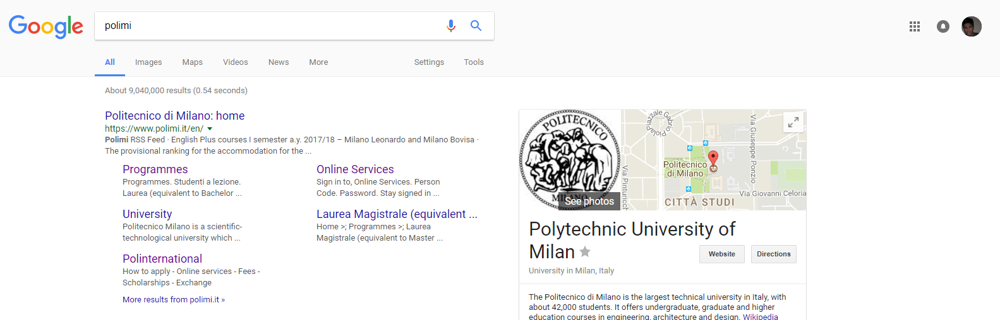 Google
polimi
All Images Maps Videos News More Settings Tools
About 9,040,000 results (0.54 seconds)
Politecnico di Milano: home
https://www.polimi.it/en/
Polimi RSS Feed · English Plus courses I semester a.y. 2017/18 – Milano Leonardo and Milano Bovisa ·
The provisional ranking for the accommodation for the ...
Programmes
Programmes. Studenti a lezione.
Laurea (equivalent to Bachelor ...
Online Services
Sign in to, Online Services. Person
Code. Password. Stay signed in ...
University
Politecnico Milano is a scientific-
technological university which ...
Laurea Magistrale (equivalent ...
Home >; Programmes >; Laurea
Magistrale (equivalent to Master ...
Polinternational
How to apply - Online services - Fees -
Scholarships - Exchange
More results from polimi.it »
POLITECNICO
MILANO
See photos
Piazzale Gabrio
Piola
Via Giuseppe Ponzio
Politecnico
di Milano
Via Pinturicch
Via Giovanni Celoria
CITTÀ STUDI
Polytechnic University of
Milan
Website Directions
University in Milan, Italy
The Politecnico di Milano is the largest technical university in Italy, with
about 42,000 students. It offers undergraduate, graduate and higher
education courses in engineering, architecture and design. Wikipedia